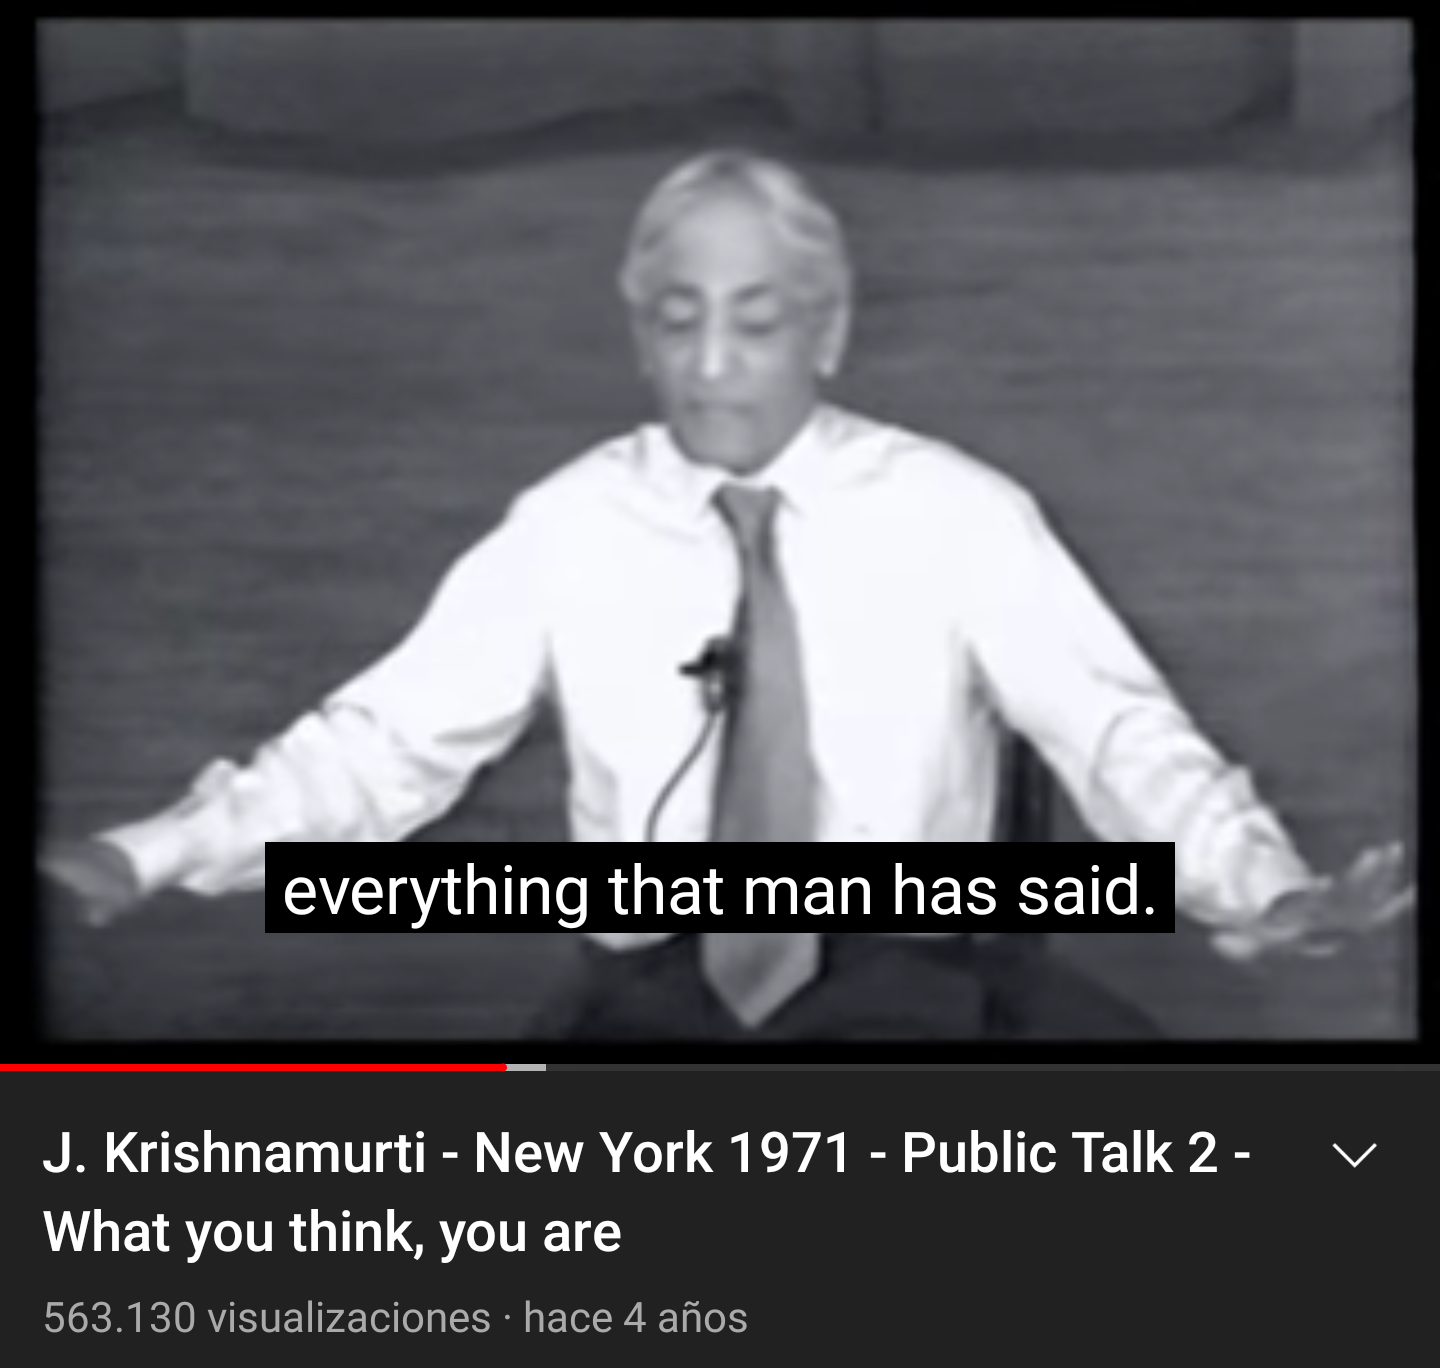 everything that man has said.
J. Krishnamurti - New York 1971 - Public Talk 2 -
What you think, you are
563.130 visualizaciones · hace 4 años